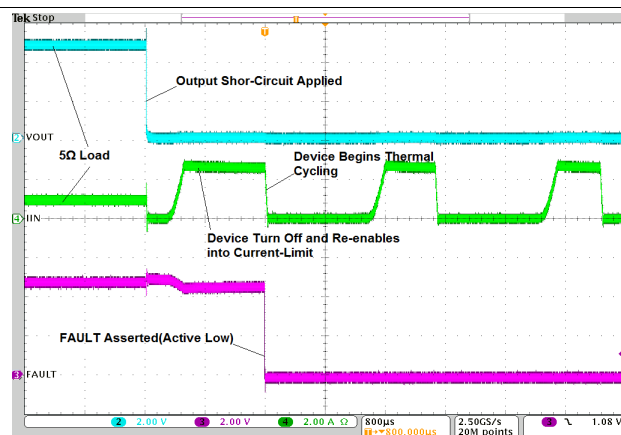 Tek Stop
T
T
Output Shor-Circuit Applied
2 VOUT
5Ω Load
Device Begins Thermal
Cycling
4 IIN
Device Turn Off and Re-enables
into Current-Limit
FAULT Asserted(Active Low)
3 FAULT
2 2.00 V 3 2.00 V 4 2.00 A Ω 800µs 2.50GS/s 3 1.08 V
T→▼800.000µs 20M points